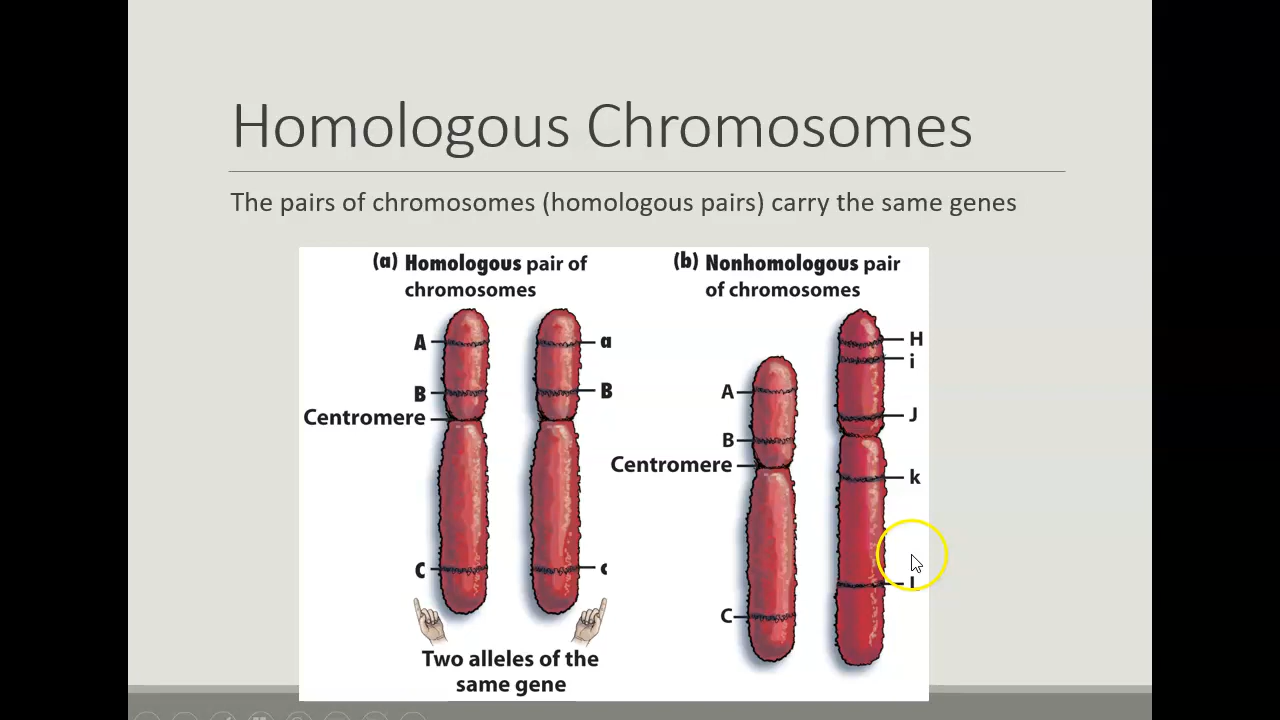 Homologous Chromosomes
The pairs of chromosomes (homologous pairs) carry the same genes
(a) Homologous pair of
chromosomes
A
a
B
B
Centromere
C
c
Two alleles of the
same gene
(b) Nonhomologous pair
of chromosomes
A
B
Centromere
C
H
i
J
k